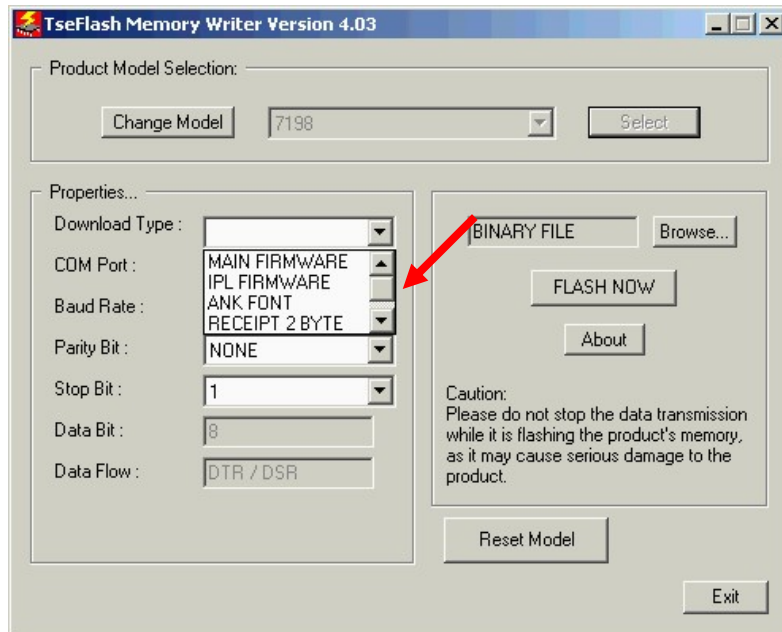 TseFlash Memory Writer Version 4.03
Product Model Selection:
Change Model
7198
Select
Properties...
Download Type :
COM Port :
MAIN FIRMWARE
IPL FIRMWARE
Baud Rate :
ANK FONT
RECEIPT 2 BYTE
Parity Bit :
NONE
Stop Bit :
1
Data Bit :
8
Data Flow :
DTR / DSR
BINARY FILE
Browse...
FLASH NOW
About
Caution:
Please do not stop the data transmission
while it is flashing the product's memory,
as it may cause serious damage to the
product.
Reset Model
Exit